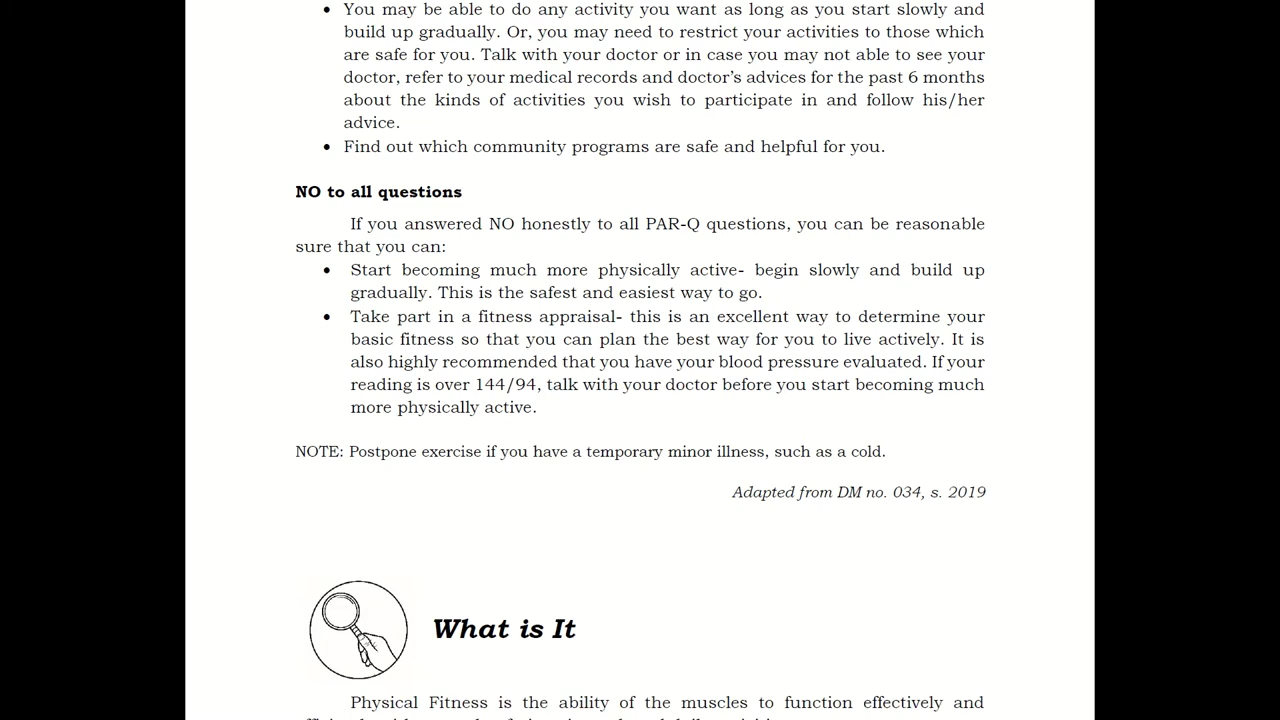 • You may be able to do any activity you want as long as you start slowly and
build up gradually. Or, you may need to restrict your activities to those which
are safe for you. Talk with your doctor or in case you may not able to see your
doctor, refer to your medical records and doctor’s advices for the past 6 months
about the kinds of activities you wish to participate in and follow his/her
advice.
• Find out which community programs are safe and helpful for you.
NO to all questions
If you answered NO honestly to all PAR-Q questions, you can be reasonable
sure that you can:
• Start becoming much more physically active- begin slowly and build up
gradually. This is the safest and easiest way to go.
• Take part in a fitness appraisal- this is an excellent way to determine your
basic fitness so that you can plan the best way for you to live actively. It is
also highly recommended that you have your blood pressure evaluated. If your
reading is over 144/94, talk with your doctor before you start becoming much
more physically active.
NOTE: Postpone exercise if you have a temporary minor illness, such as a cold.
Adapted from DM no. 034, s. 2019
What is It
Physical Fitness is the ability of the muscles to function effectively and